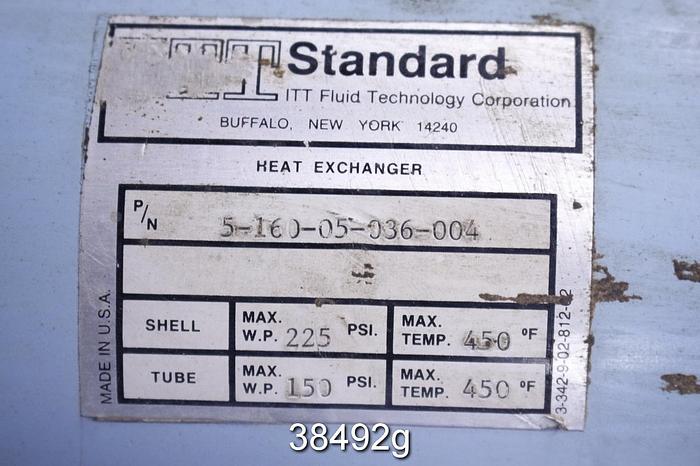 ITT Standard
ITT Fluid Technology Corporation
BUFFALO, NEW YORK 14240
HEAT EXCHANGER
P/N 5-160-05-036-004
SHELL MAX. W.P. 225 PSI. MAX. TEMP. 450 °F
TUBE MAX. W.P. 150 PSI. MAX. TEMP. 450 °F
MADE IN U.S.A.
3-342-9-02-812-02
38492g